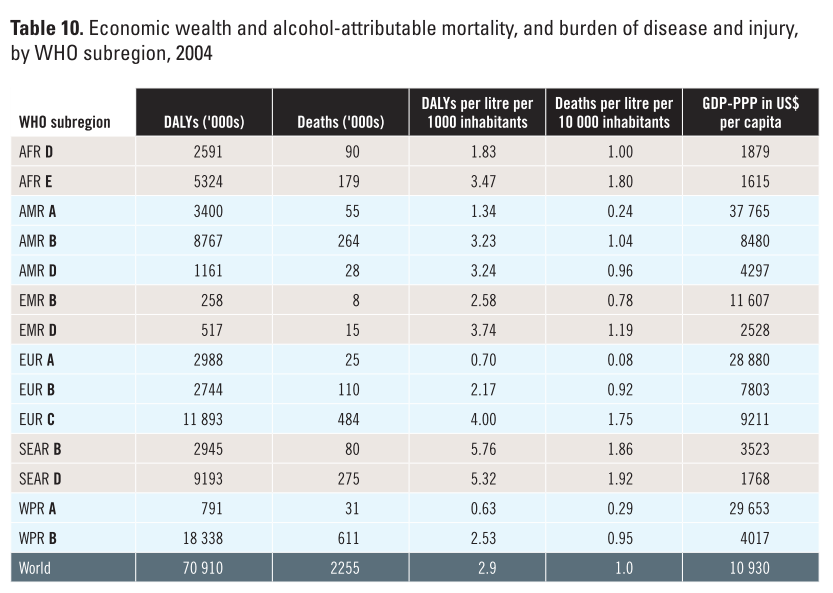 Table 10. Economic wealth and alcohol-attributable mortality, and burden of disease and injury,
by WHO subregion, 2004
WHO subregion DALYs ('000s) Deaths ('000s) DALYs per litre per 1000 inhabitants Deaths per litre per 10 000 inhabitants GDP-PPP in US$ per capita
AFR D 2591 90 1.83 1.00 1879
AFR E 5324 179 3.47 1.80 1615
AMR A 3400 55 1.34 0.24 37 765
AMR B 8767 264 3.23 1.04 8480
AMR D 1161 28 3.24 0.96 4297
EMR B 258 8 2.58 0.78 11 607
EMR D 517 15 3.74 1.19 2528
EUR A 2988 25 0.70 0.08 28 880
EUR B 2744 110 2.17 0.92 7803
EUR C 11 893 484 4.00 1.75 9211
SEAR B 2945 80 5.76 1.86 3523
SEAR D 9193 275 5.32 1.92 1768
WPR A 791 31 0.63 0.29 29 653
WPR B 18 338 611 2.53 0.95 4017
World 70 910 2255 2.9 1.0 10 930